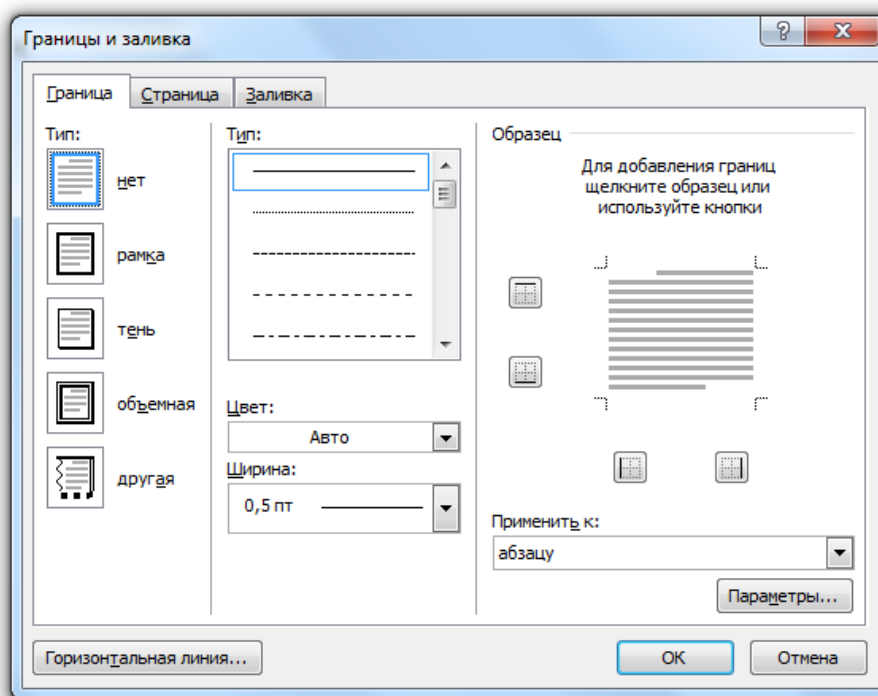 Границы и заливка
Граница
Страница
Заливка
Тип:
нет
рамка
тень
объемная
другая
Тип:
Цвет:
Авто
Ширина:
0,5 пт
Образец
Для добавления границ
щелкните образец или
используйте кнопки
Применить к:
абзацу
Параметры...
Горизонтальная линия...
ОК
Отмена